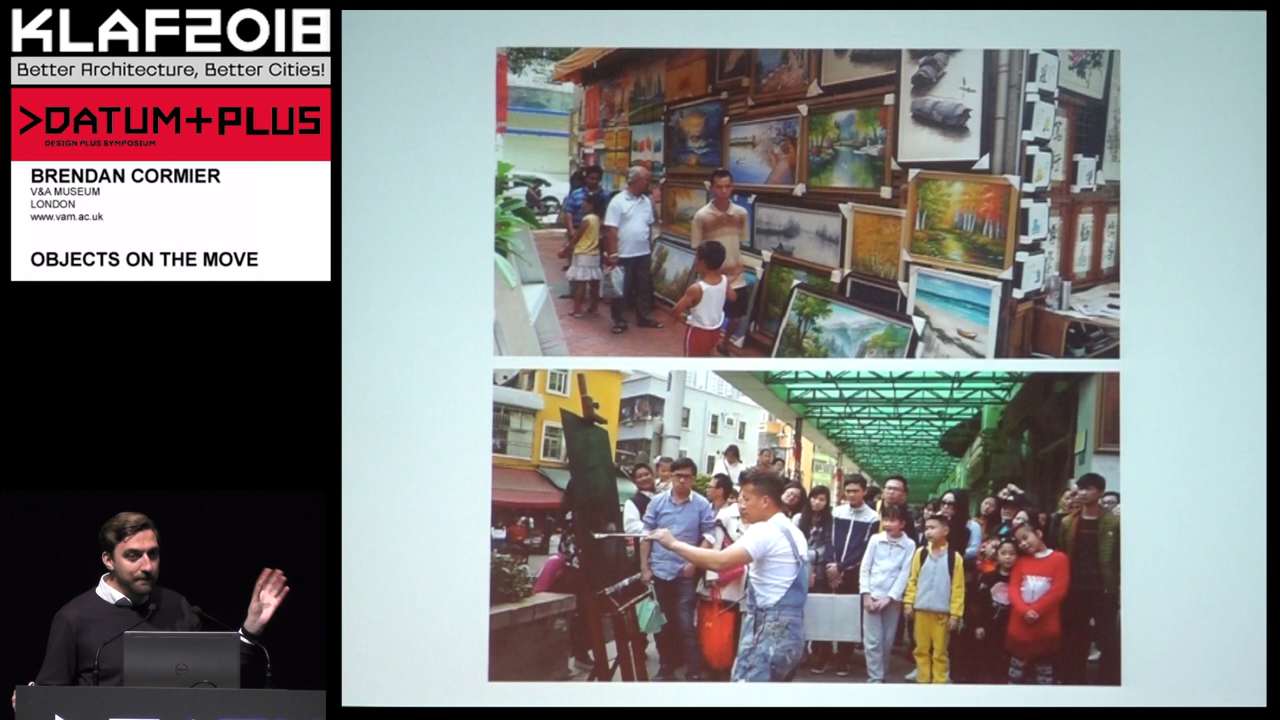 KLAF2018
Better Architecture, Better Cities!
>DATUM+PLUS
DESIGN PLUS SYMPOSIUM
BRENDAN CORMIER
V&A MUSEUM
LONDON
www.vam.ac.uk
OBJECTS ON THE MOVE